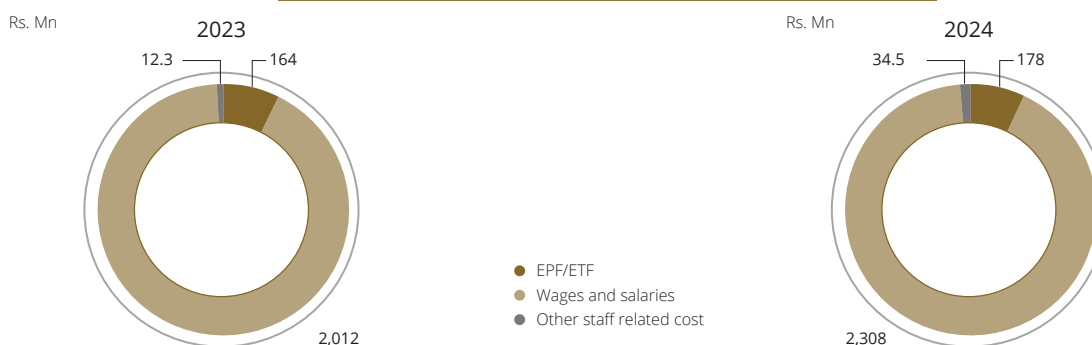 Rs. Mn
2023
12.3
164
2,012
EPF/ETF
Wages and salaries
Other staff related cost
Rs. Mn
2024
34.5
178
2,308